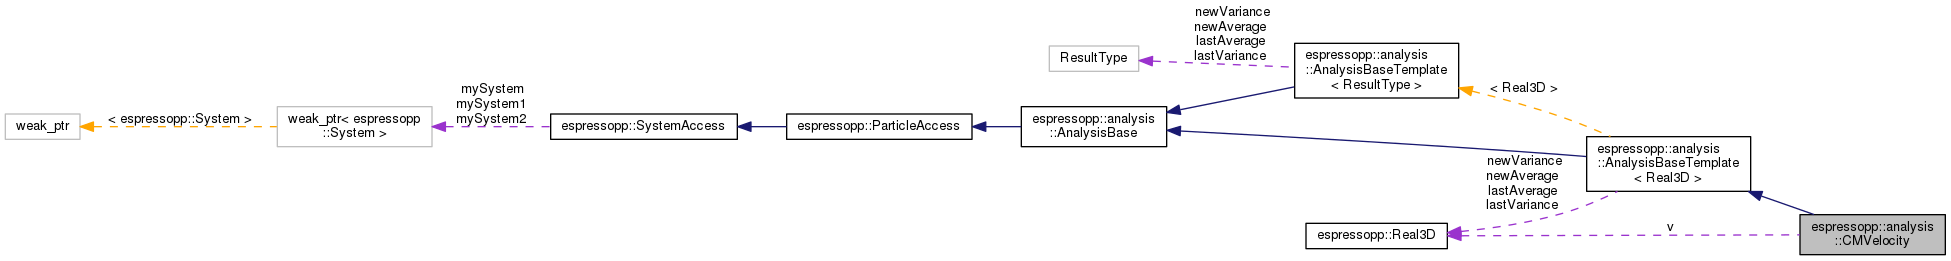 weak_ptr
< espressopp::System >
weak_ptr< espressopp
::System >
mySystem
mySystem1
mySystem2
espressopp::SystemAccess
espressopp::ParticleAccess
espressopp::analysis
::AnalysisBase
ResultType
newVariance
newAverage
lastAverage
lastVariance
espressopp::analysis
::AnalysisBaseTemplate
< ResultType >
< Real3D >
espressopp::analysis
::AnalysisBaseTemplate
< Real3D >
newVariance
newAverage
lastAverage
lastVariance
espressopp::Real3D
v
espressopp::analysis
::CMVelocity